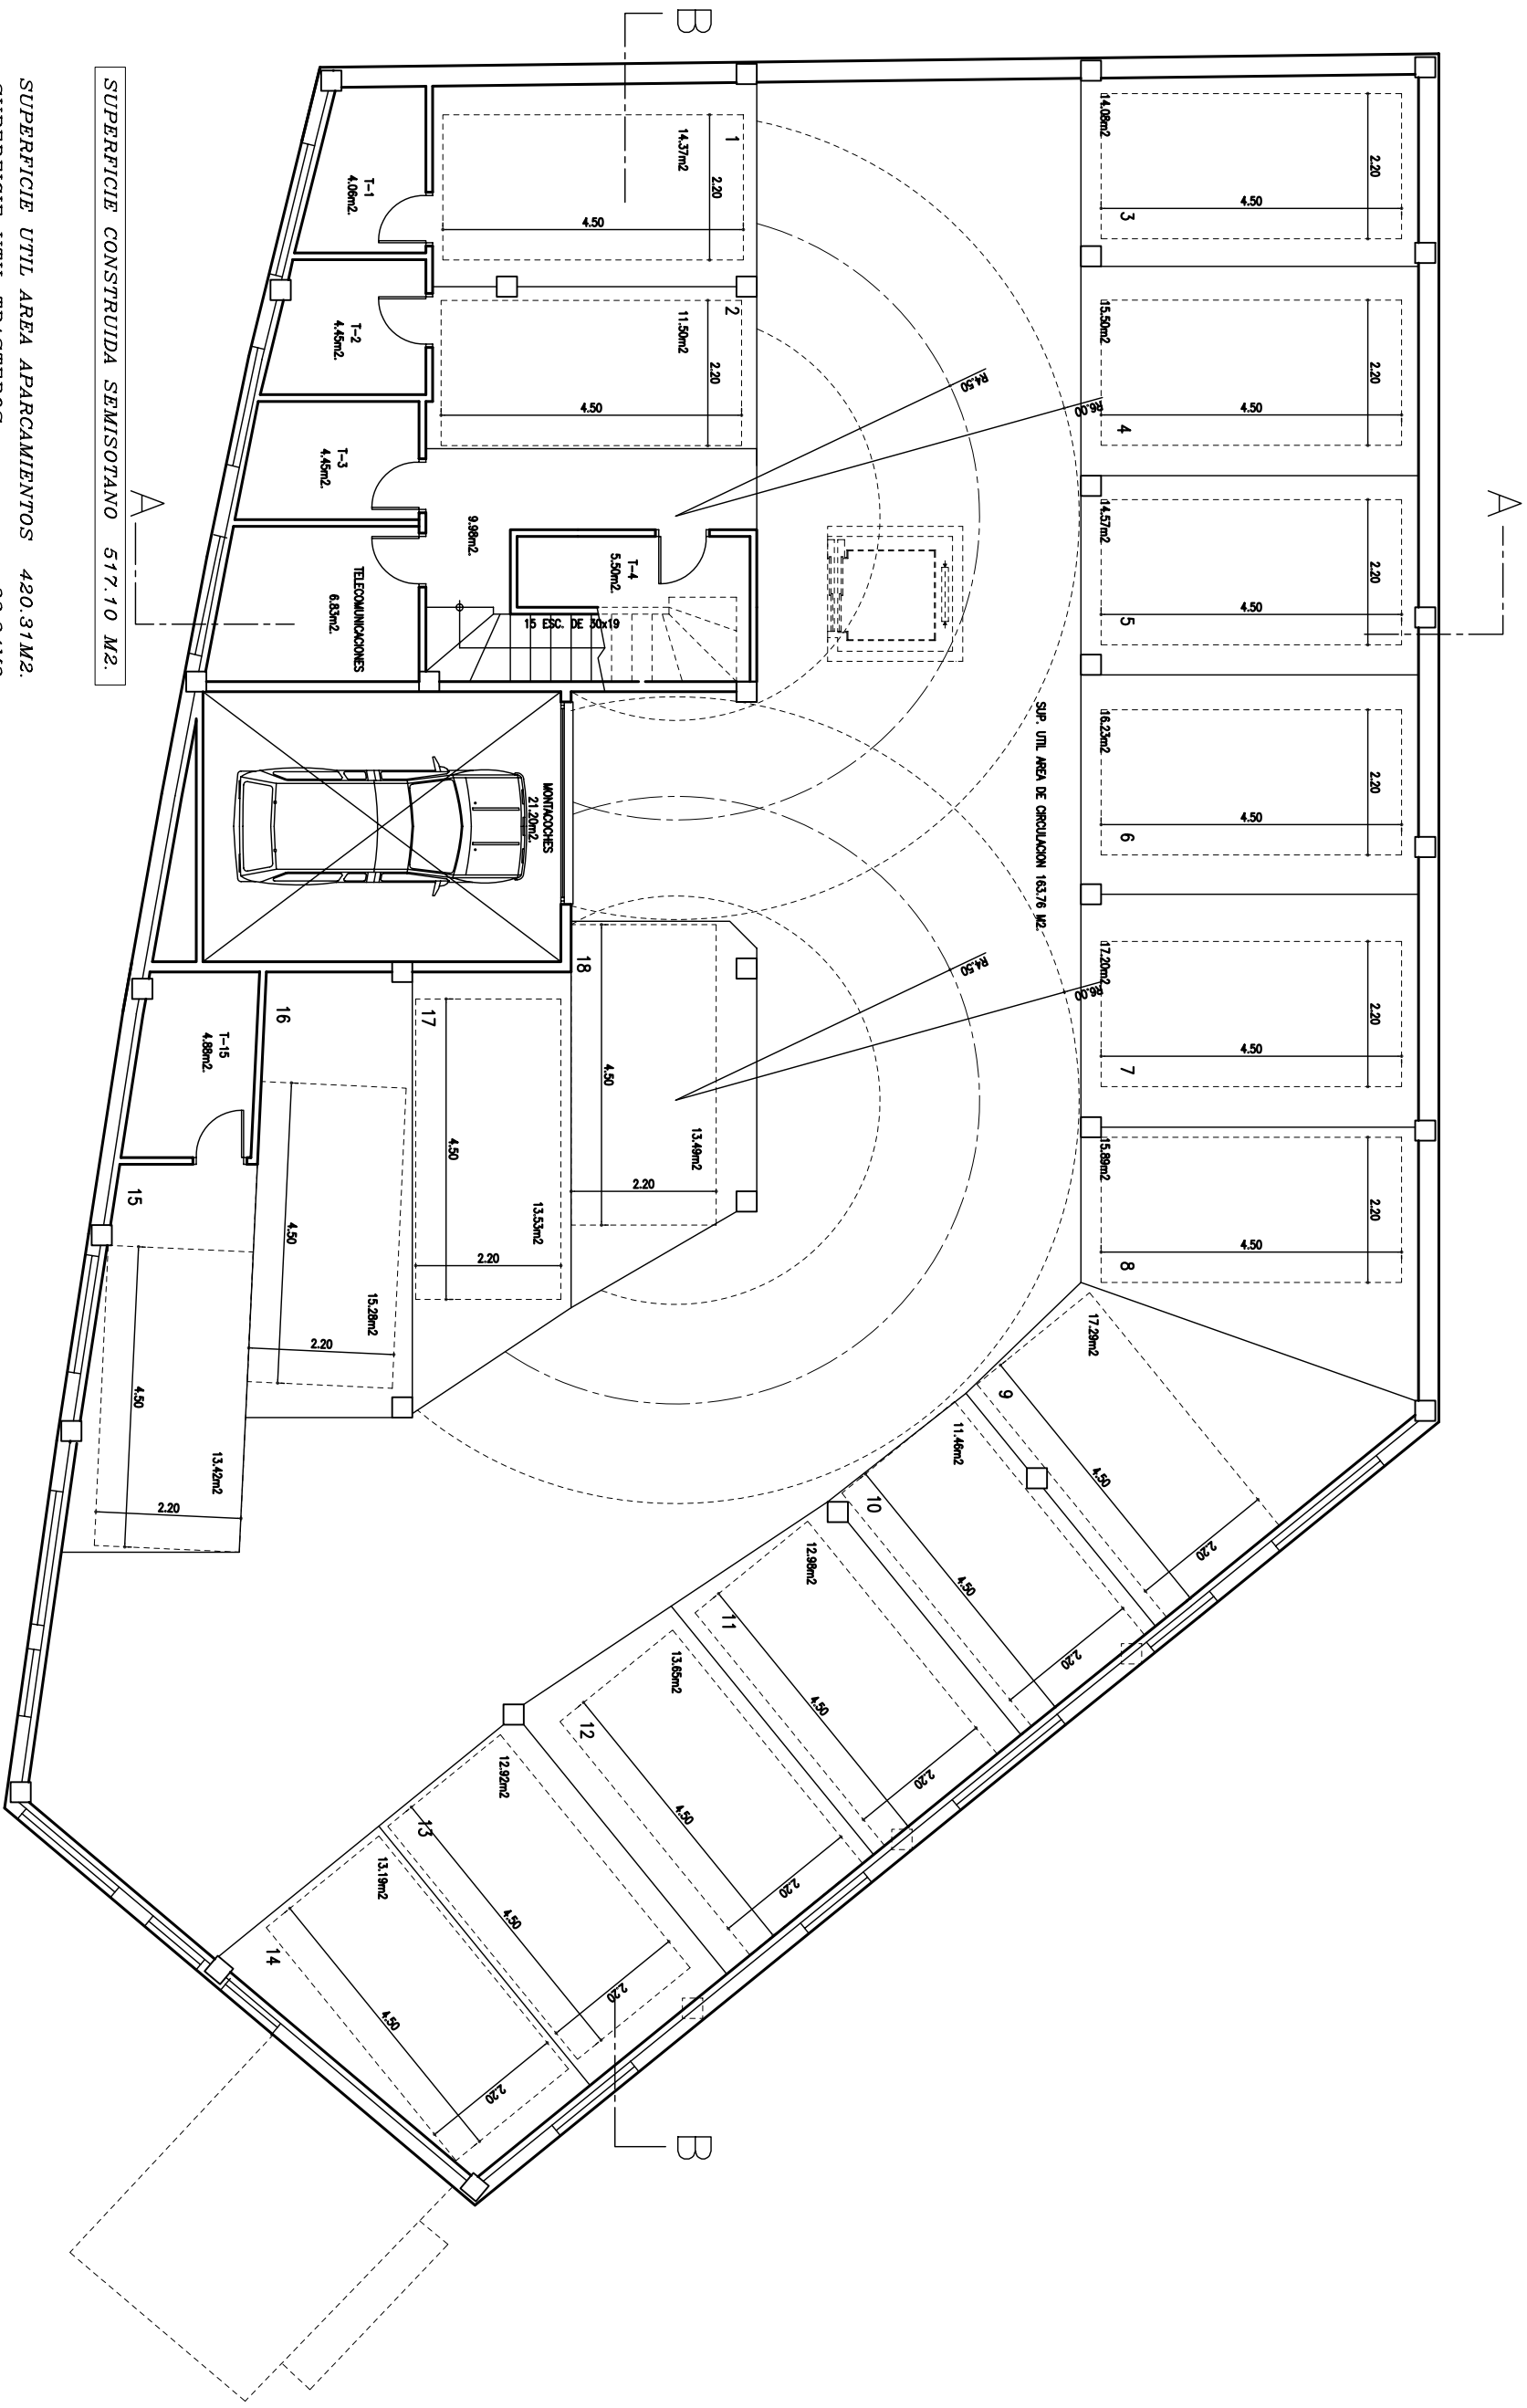 B
B
A
A
1
14.37m2
2.20
4.50
2
11.50m2
2.20
4.50
3
14.08m2
2.20
4.50
4
15.50m2
2.20
4.50
5
14.57m2
2.20
4.50
6
16.23m2
2.20
4.50
7
17.20m2
2.20
4.50
8
15.89m2
2.20
4.50
9
17.29m2
4.50
2.20
10
11.46m2
4.50
2.20
11
12.98m2
4.50
2.20
12
13.65m2
4.50
2.20
13
12.92m2
4.50
2.20
14
13.19m2
4.50
2.20
15
13.42m2
4.50
2.20
16
15.28m2
4.50
2.20
17
13.53m2
4.50
2.20
18
13.49m2
4.50
2.20
R4.50
R6.00
R4.50
R6.00
SUP. UTIL AREA DE CIRCULACION 163.76 M2.
T-1
4.06m2.
T-2
4.45m2.
T-3
4.45m2.
T-4
5.50m2.
9.98m2.
15 ESC. DE 30x19
TELECOMUNICACIONES
6.83m2.
MONTACOCHES
21.20m2.
T-15
4.88m2.
SUPERFICIE CONSTRUIDA SEMISOTANO 517.10 M2.
SUPERFICIE UTIL AREA APARCAMIENTOS 420.31M2.